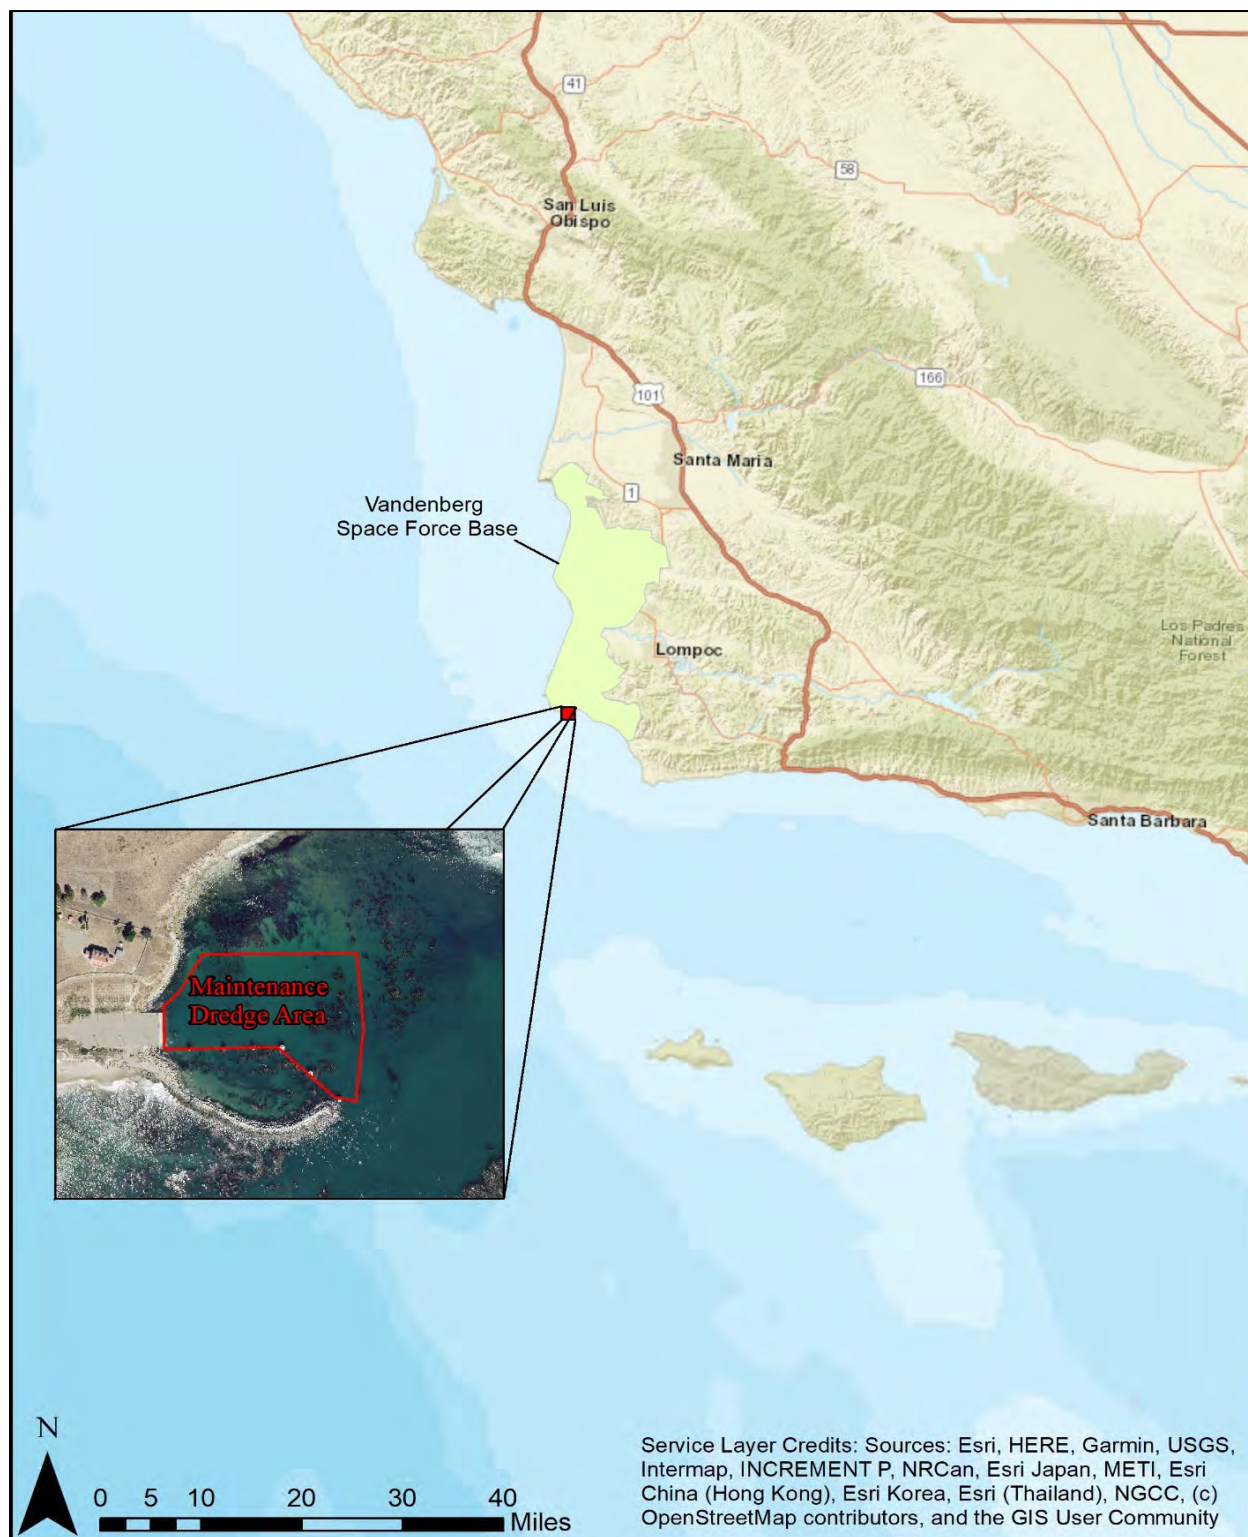 41
58
San Luis
Obispo
166
101
Santa Maria
1
Vandenberg
Space Force Base
Los Padres
National
Forest
Lompoc
Santa Barbara
Maintenance
Dredge Area
N
0 5 10 20 30 40
Miles
Service Layer Credits: Sources: Esri, HERE, Garmin, USGS,
Intermap, INCREMENT P, NRCan, Esri Japan, METI, Esri
China (Hong Kong), Esri Korea, Esri (Thailand), NGCC, (c)
OpenStreetMap contributors, and the GIS User Community